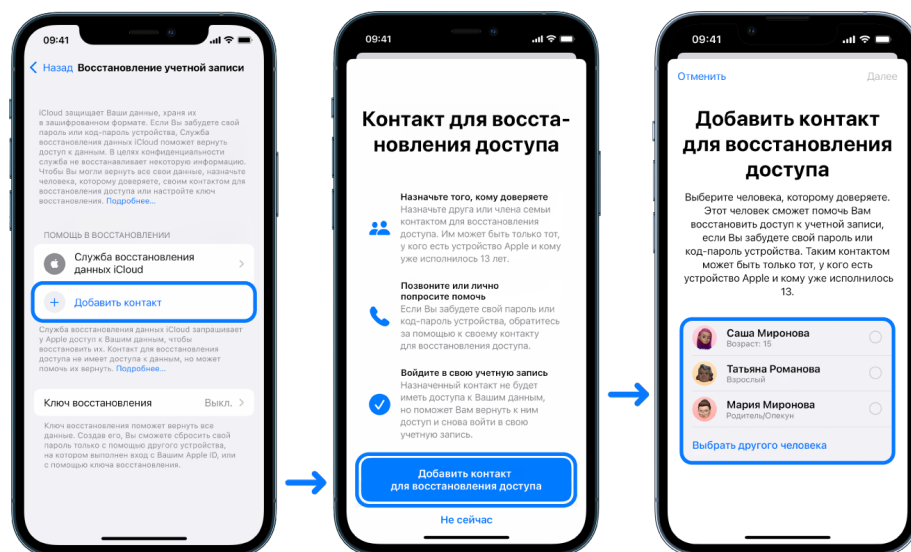 09:41
Назад Восстановление учетной записи
iCloud защищает Ваши данные, храня их
в зашифрованном формате. Если Вы забудете свой
пароль или код-пароль устройства, Служба
восстановления данных iCloud поможет вернуть
доступ к данным. В целях конфиденциальности
служба не восстанавливает некоторую информацию.
Чтобы Вы могли вернуть все свои данные, назначьте
человека, которому доверяете, своим контактом для
восстановления доступа или настройте ключ
восстановления. Подробнее...
ПОМОЩЬ В ВОССТАНОВЛЕНИИ
Служба восстановления
данных iCloud
Добавить контакт
Служба восстановления данных iCloud запрашивает
у Apple доступ к Вашим данным, чтобы
восстановить их. Контакт для восстановления
доступа не имеет доступа к данным, но может
помочь их вернуть. Подробнее...
Ключ восстановления Выкл.
Ключ восстановления поможет вернуть все
данные. Создав его, Вы сможете сбросить свой
пароль только с помощью другого устройства,
на котором выполнен вход с Вашим Apple ID, или
с помощью ключа восстановления.
09:41
Контакт для восста-
новления доступа
Назначьте того, кому доверяете
Назначьте друга или члена семьи
контактом для восстановления
доступа. Им может быть только тот,
у кого есть устройство Apple и кому
уже исполнилось 13 лет.
Позвоните или лично
попросите помочь
Если Вы забудете свой пароль или
код-пароль устройства, обратитесь
за помощью к своему контакту
для восстановления доступа.
Войдите в свою учетную запись
Назначенный контакт не будет
иметь доступа к Вашим данным,
но поможет Вам вернуть к ним
доступ и снова войти в свою
учетную запись.
Добавить контакт
для восстановления доступа
Не сейчас
09:41
Отменить Далее
Добавить контакт
для восстановления
доступа
Выберите человека, которому доверяете.
Этот человек сможет помочь Вам
восстановить доступ к учетной записи,
если Вы забудете свой пароль или
код-пароль устройства. Таким контактом
может быть только тот, у кого есть
устройство Apple и кому уже исполнилось
13.
Саша Миронова
Возраст: 15
Татьяна Романова
Взрослый
Мария Миронова
Родитель/Опекун
Выбрать другого человека